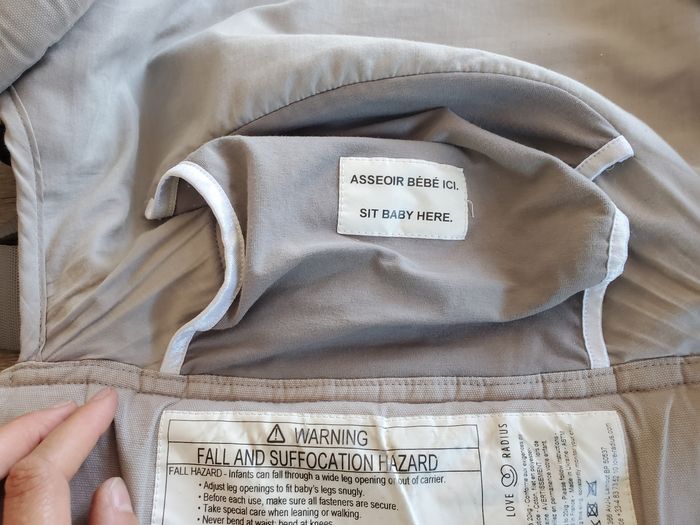 ASSEOIR BÉBÉ ICI.
SIT BABY HERE.
⚠ WARNING
FALL AND SUFFOCATION HAZARD
FALL HAZARD - Infants can fall through a wide leg opening or out of carrier.
• Adjust leg openings to fit baby's legs snugly.
• Before each use, make sure all fasteners are secure.
• Take special care when leaning or walking.
• Never bend at waist; bend at knees.
LOVE RADIUS